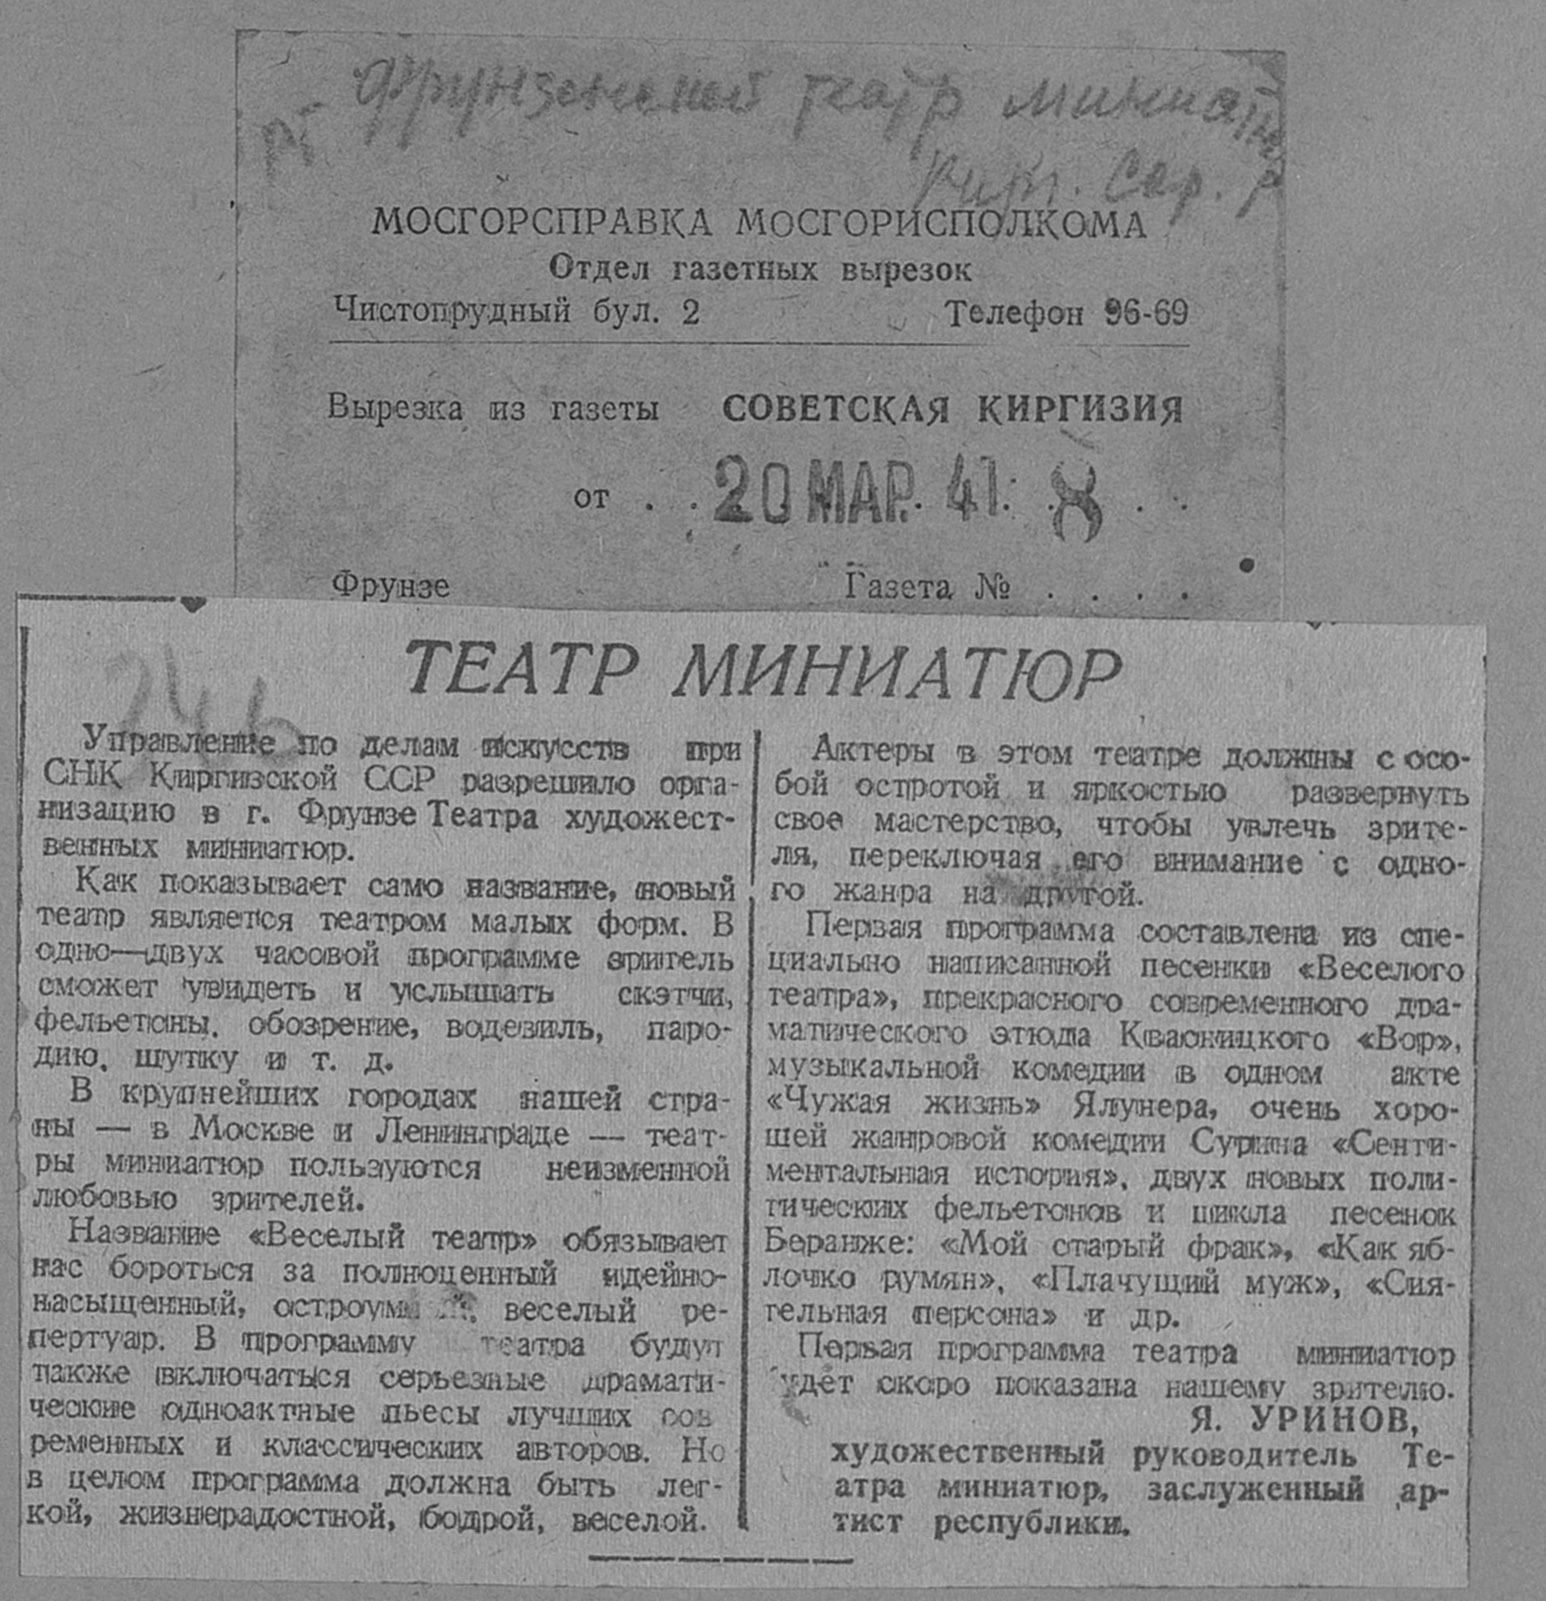 Фрунзенский театр миниатюр
МОСГОРСПРАВКА МОСГОРИСПОЛКОМА
Отдел газетных вырезок
Чистопрудный бул. 2 Телефон 96-69
Вырезка из газеты СОВЕТСКАЯ КИРГИЗИЯ
от . . 20 МАР. 41 . . .
Фрунзе Газета № . . . .
246
ТЕАТР МИНИАТЮР
Управление по делам искусств при
СНК Киргизской ССР разрешило орга-
низацию в г. Фрунзе Театра художест-
венных миниатюр.
Как показывает само название, новый
театр является театром малых форм. В
одно—двух часовой программе зритель
сможет увидеть и услышать скэтчи,
фельетоны, обозрение, водевиль, паро-
дию, шутку и т. д.
В крупнейших городах нашей стра-
ны — в Москве и Ленинграде — теат-
ры миниатюр пользуются неизменной
любовью зрителей.
Название «Веселый театр» обязывает
нас бороться за полноценный идейно-
насыщенный, веселый ре-
пертуар. В программу театра будут
также включаться серьезные драмати-
ческие одноактные пьесы лучших сов
ременных и классических авторов. Но
в целом программа должна быть лег-
кой, жизнерадостной, бодрой, веселой.
Актеры в этом театре должны с осо-
бой остротой и яркостью развернуть
свое мастерство, чтобы увлечь зрите-
ля, переключая его внимание с одно-
го жанра на другой.
Первая программа составлена из спе-
циально написанной песенки «Веселого
театра», прекрасного современного дра-
матического этюда Квасницкого «Вор»,
музыкальной комедии в одном акте
«Чужая жизнь» Ялунера, очень хоро-
шей жанровой комедии Сурина «Сенти-
ментальная история», двух новых поли-
тических фельетонов и цикла песенок
Беранже: «Мой старый фрак», «Как яб-
лочко румян», «Плачущий муж», «Сия-
тельная персона» и др.
Первая программа театра миниатюр
удет скоро показана нашему зрителю.
Я. УРИНОВ,
художественный руководитель Те-
атра миниатюр, заслуженный ар-
тист республики.